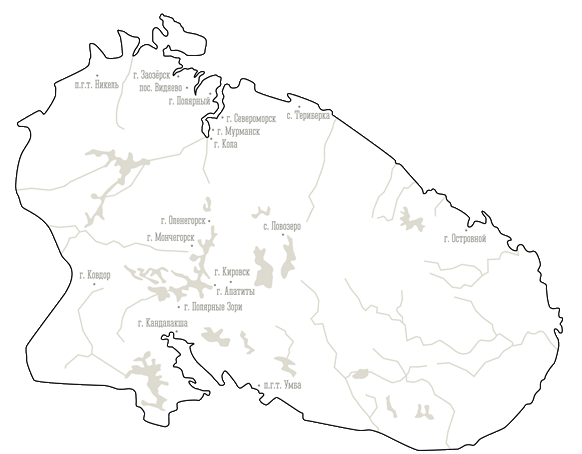 г. Заозёрск
п.г.т. Никель
пос. Видяево
г. Полярный
с. Териберка
г. Североморск
г. Мурманск
г. Кола
г. Оленегорск
с. Ловозеро
г. Мончегорск
г. Островной
г. Ковдор
г. Кировск
г. Апатиты
г. Полярные Зори
г. Кандалакша
п.г.т. Умба